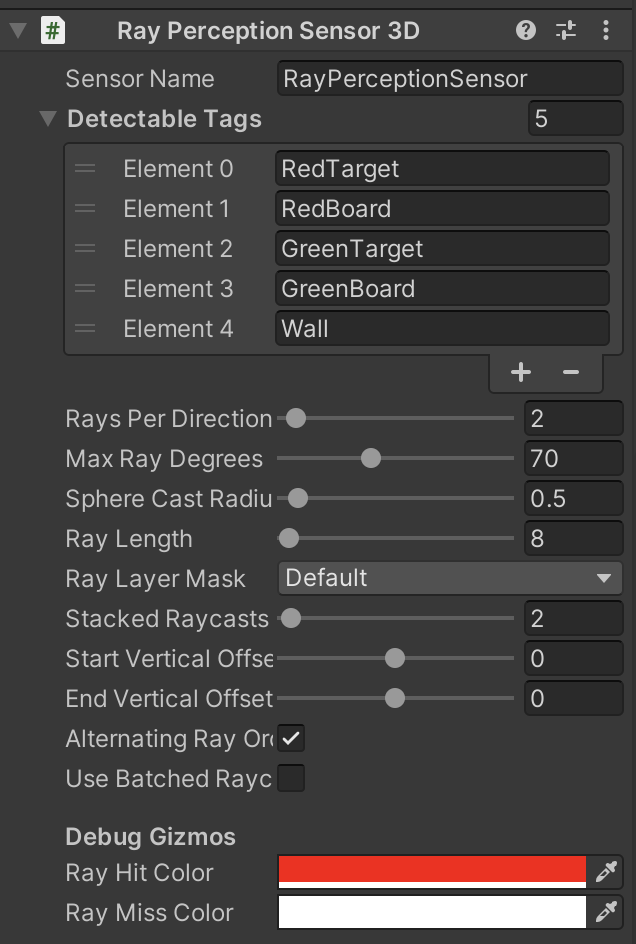 # Ray Perception Sensor 3D
Sensor Name RayPerceptionSensor
Detectable Tags 5
Element 0 RedTarget
Element 1 RedBoard
Element 2 GreenTarget
Element 3 GreenBoard
Element 4 Wall
+ −
Rays Per Direction 2
Max Ray Degrees 70
Sphere Cast Radiu 0.5
Ray Length 8
Ray Layer Mask Default
Stacked Raycasts 2
Start Vertical Offse 0
End Vertical Offset 0
Alternating Ray Ord
Use Batched Rayc
Debug Gizmos
Ray Hit Color
Ray Miss Color